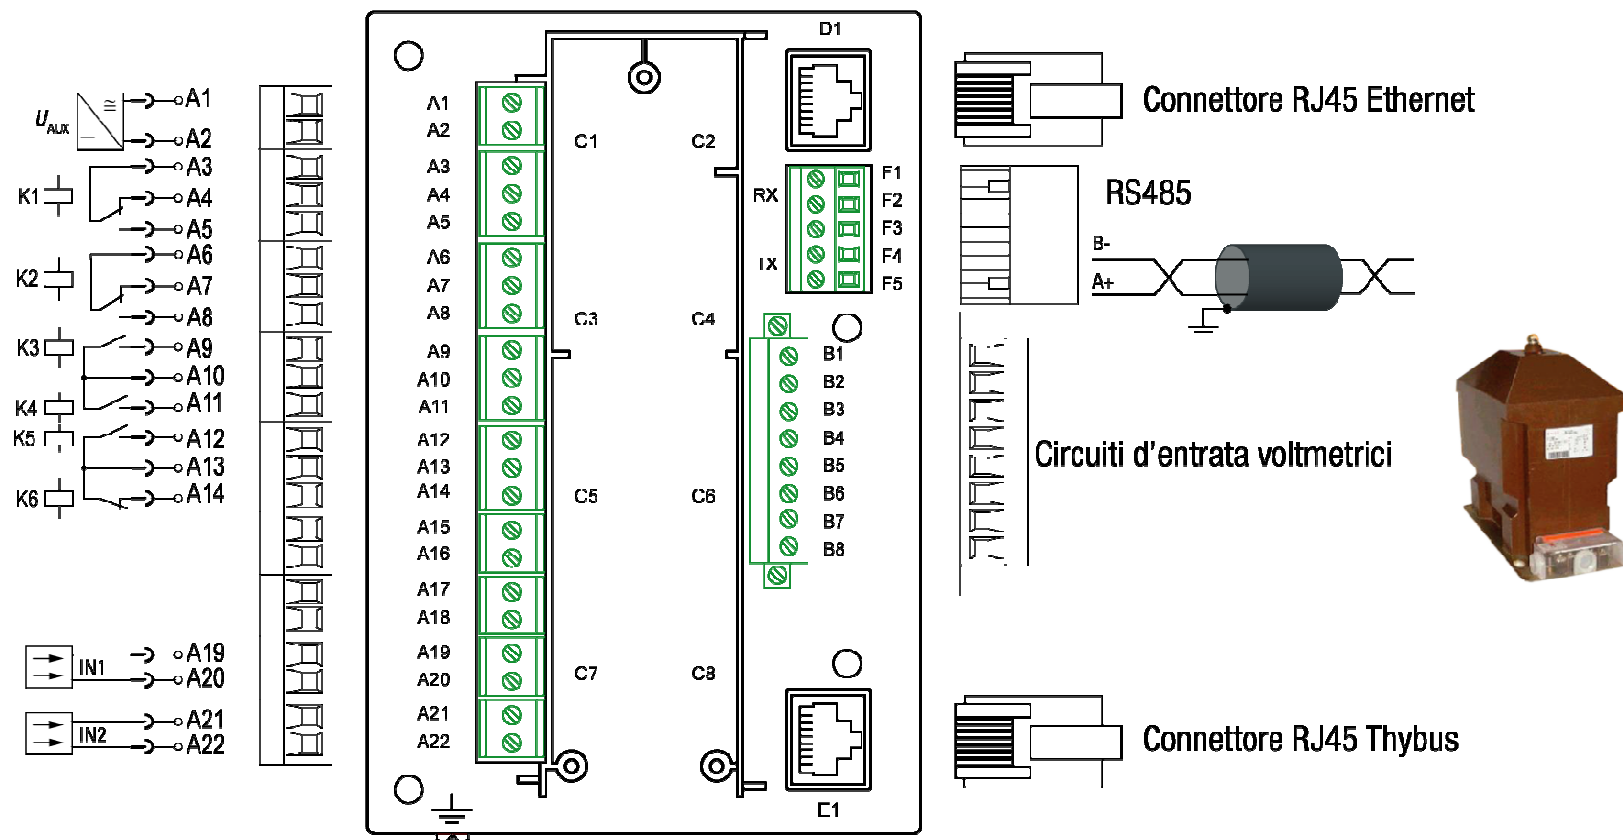 U AUX
A1
A2
K1
A3
A4
A5
K2
A6
A7
A8
K3
A9
A10
K4
A11
K5
A12
A13
K6
A14
IN1
A19
A20
IN2
A21
A22
A1
A2
A3
A4
A5
A6
A7
A8
A9
A10
A11
A12
A13
A14
A15
A16
A17
A18
A19
A20
A21
A22
C1 C2
C3 C4
C5 C6
C7 C8
D1
RX
TX
F1
F2
F3
F4
F5
B1
B2
B3
B4
B5
B6
B7
B8
E1
Connettore RJ45 Ethernet
RS485
B-
A+
Circuiti d'entrata voltmetrici
Connettore RJ45 Thybus